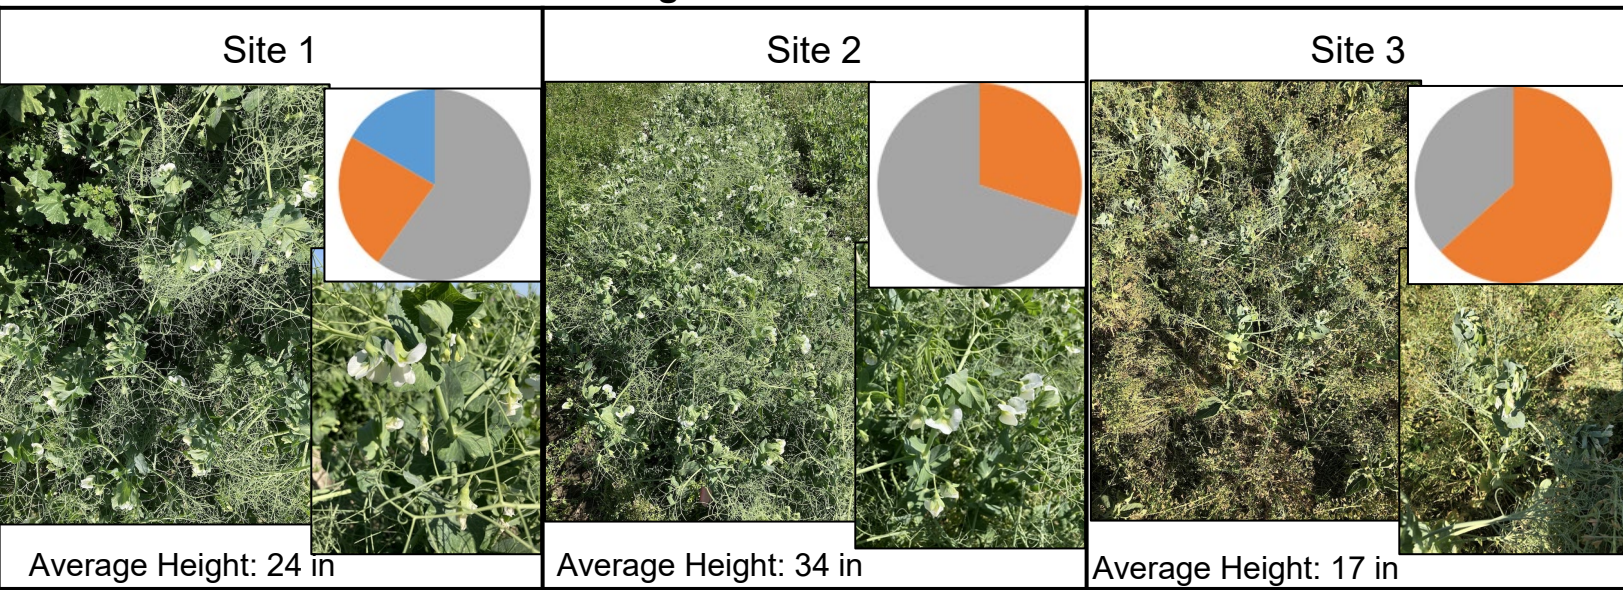 Site 1
Site 2
Site 3
Average Height: 24 in
Average Height: 34 in
Average Height: 17 in